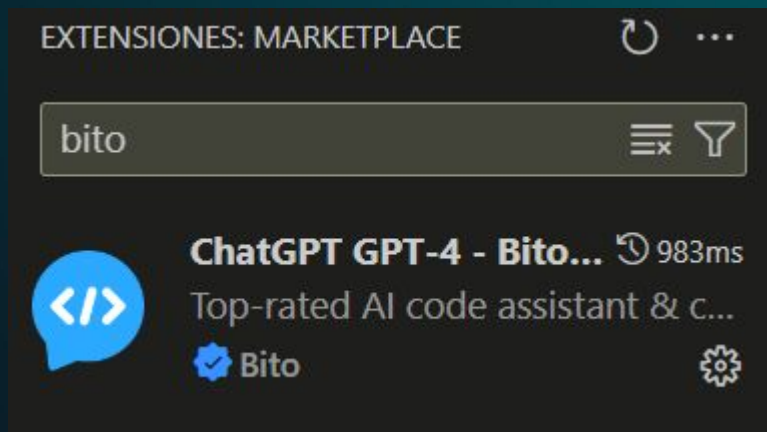 EXTENSIONES: MARKETPLACE
bito
ChatGPT GPT-4 - Bito... 983ms
Top-rated AI code assistant & c...
Bito